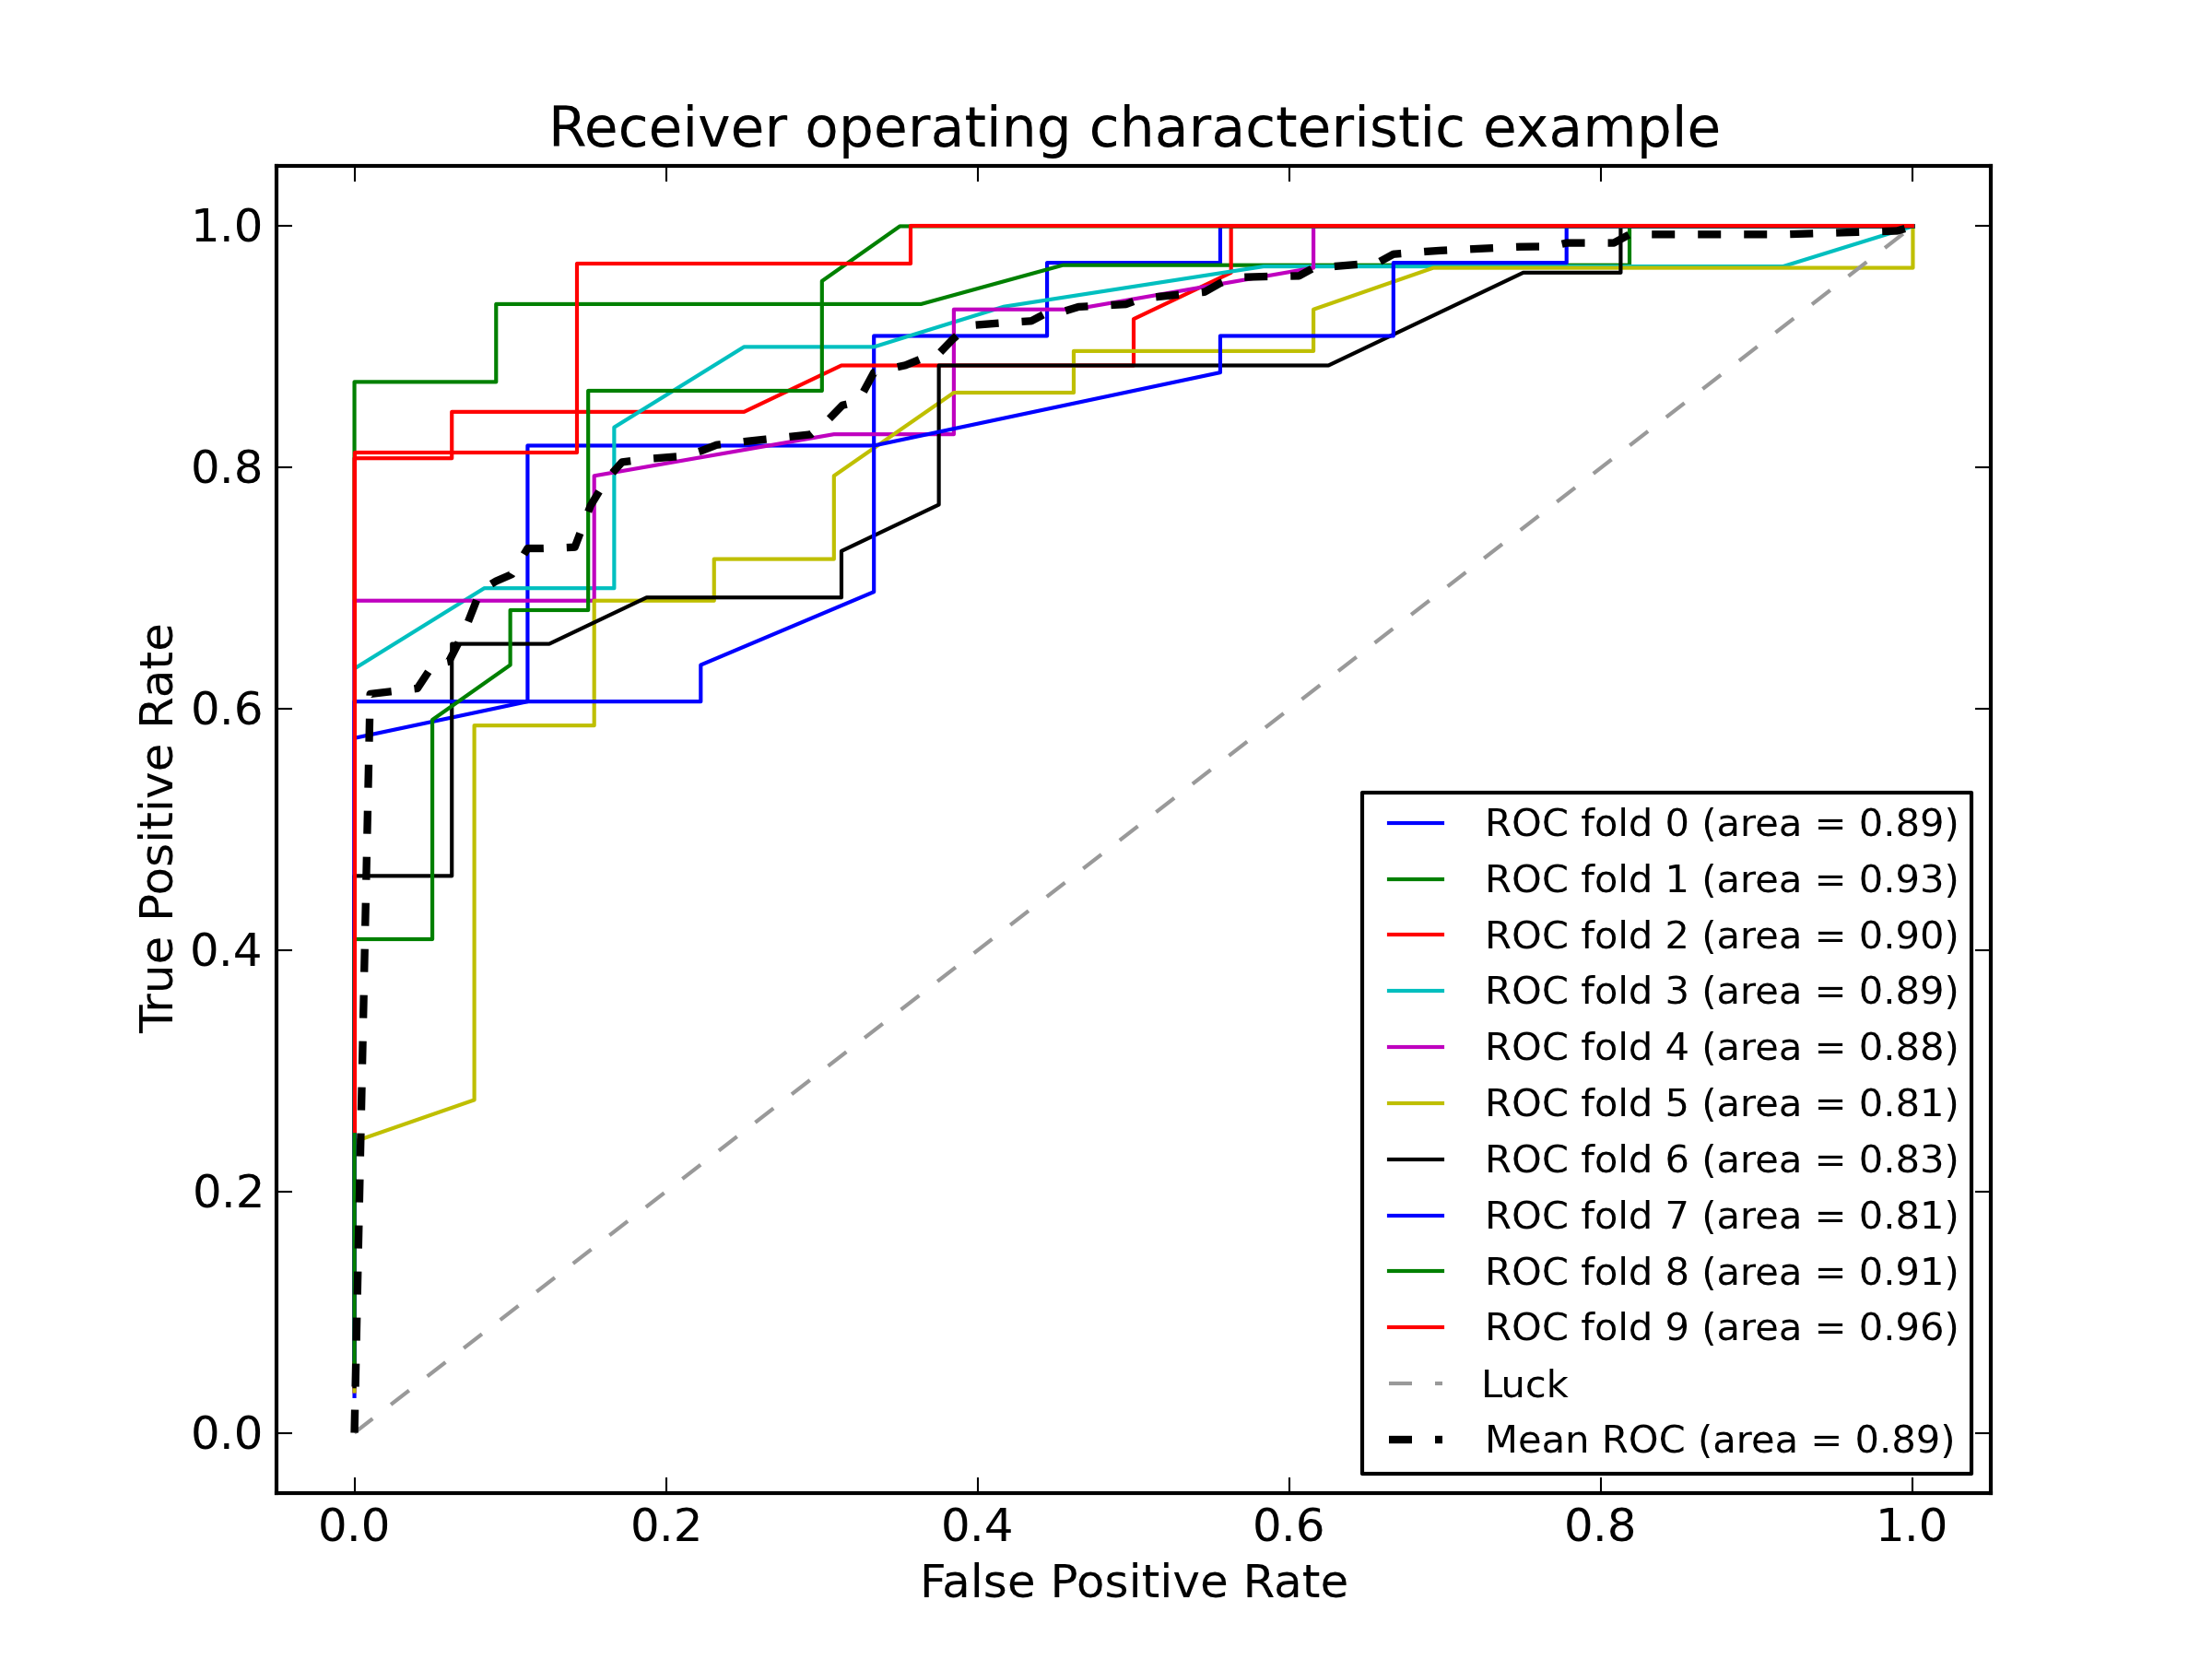 Receiver operating characteristic example
1.0
0.8
0.6
0.4
0.2
0.0
True Positive Rate
0.0 0.2 0.4 0.6 0.8 1.0
False Positive Rate
ROC fold 0 (area = 0.89)
ROC fold 1 (area = 0.93)
ROC fold 2 (area = 0.90)
ROC fold 3 (area = 0.89)
ROC fold 4 (area = 0.88)
ROC fold 5 (area = 0.81)
ROC fold 6 (area = 0.83)
ROC fold 7 (area = 0.81)
ROC fold 8 (area = 0.91)
ROC fold 9 (area = 0.96)
Luck
Mean ROC (area = 0.89)